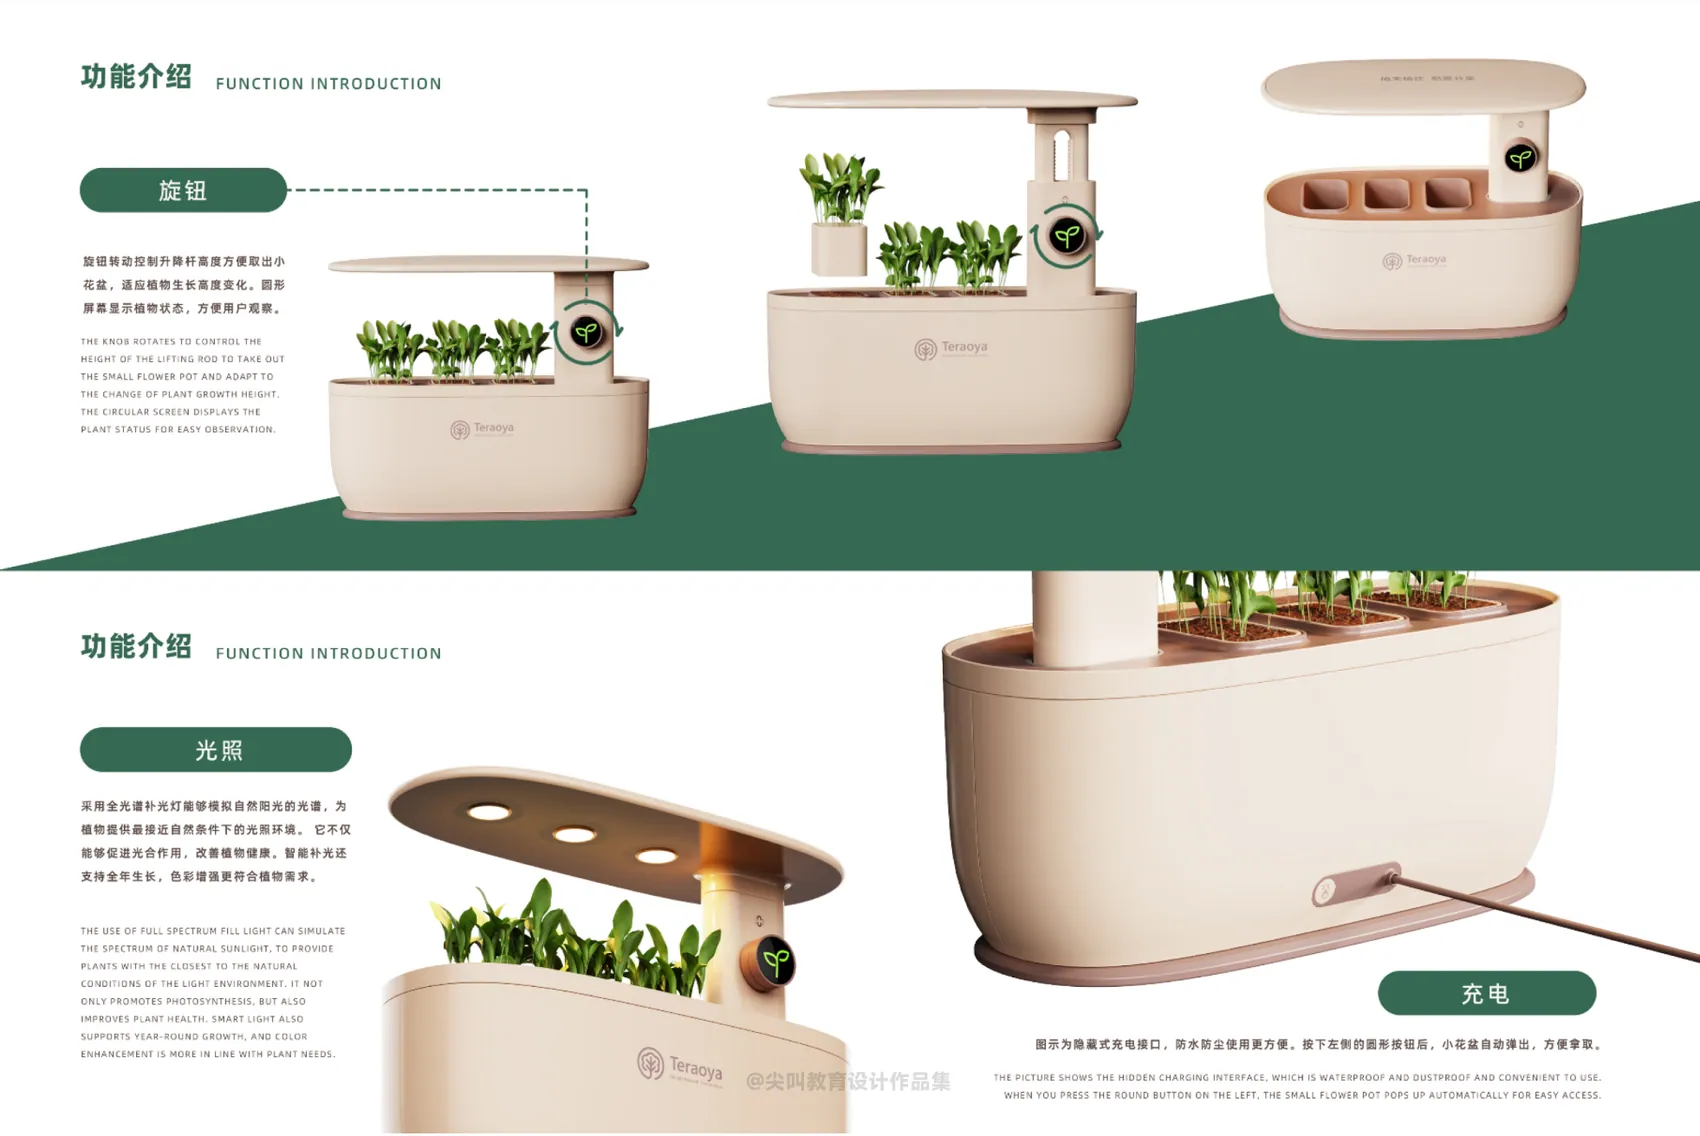 功能介绍 FUNCTION INTRODUCTION
旋钮
旋钮转动控制升降杆高度方便取出小
花盆，适应植物生长高度变化。圆形
屏幕显示植物状态，方便用户观察。
THE KNOB ROTATES TO CONTROL THE
HEIGHT OF THE LIFTING ROD TO TAKE OUT
THE SMALL FLOWER POT AND ADAPT TO
THE CHANGE OF PLANT GROWTH HEIGHT.
THE CIRCULAR SCREEN DISPLAYS THE
PLANT STATUS FOR EASY OBSERVATION.
Teraoya
Teraoya
Teraoya
功能介绍 FUNCTION INTRODUCTION
光照
采用全光谱补光灯能够模拟自然阳光的光谱，为
植物提供最接近自然条件下的光照环境。 它不仅
能够促进光合作用，改善植物健康。智能补光还
支持全年生长，色彩增强更符合植物需求。
THE USE OF FULL SPECTRUM FILL LIGHT CAN SIMULATE
THE SPECTRUM OF NATURAL SUNLIGHT, TO PROVIDE
PLANTS WITH THE CLOSEST TO THE NATURAL
CONDITIONS OF THE LIGHT ENVIRONMENT. IT NOT
ONLY PROMOTES PHOTOSYNTHESIS, BUT ALSO
IMPROVES PLANT HEALTH. SMART LIGHT ALSO
SUPPORTS YEAR-ROUND GROWTH, AND COLOR
ENHANCEMENT IS MORE IN LINE WITH PLANT NEEDS.
Teraoya
@尖叫教育设计作品集
充电
图示为隐藏式充电接口，防水防尘使用更方便。按下左侧的圆形按钮后，小花盆自动弹出，方便拿取。
THE PICTURE SHOWS THE HIDDEN CHARGING INTERFACE, WHICH IS WATERPROOF AND DUSTPROOF AND CONVENIENT TO USE.
WHEN YOU PRESS THE ROUND BUTTON ON THE LEFT, THE SMALL FLOWER POT POPS UP AUTOMATICALLY FOR EASY ACCESS.